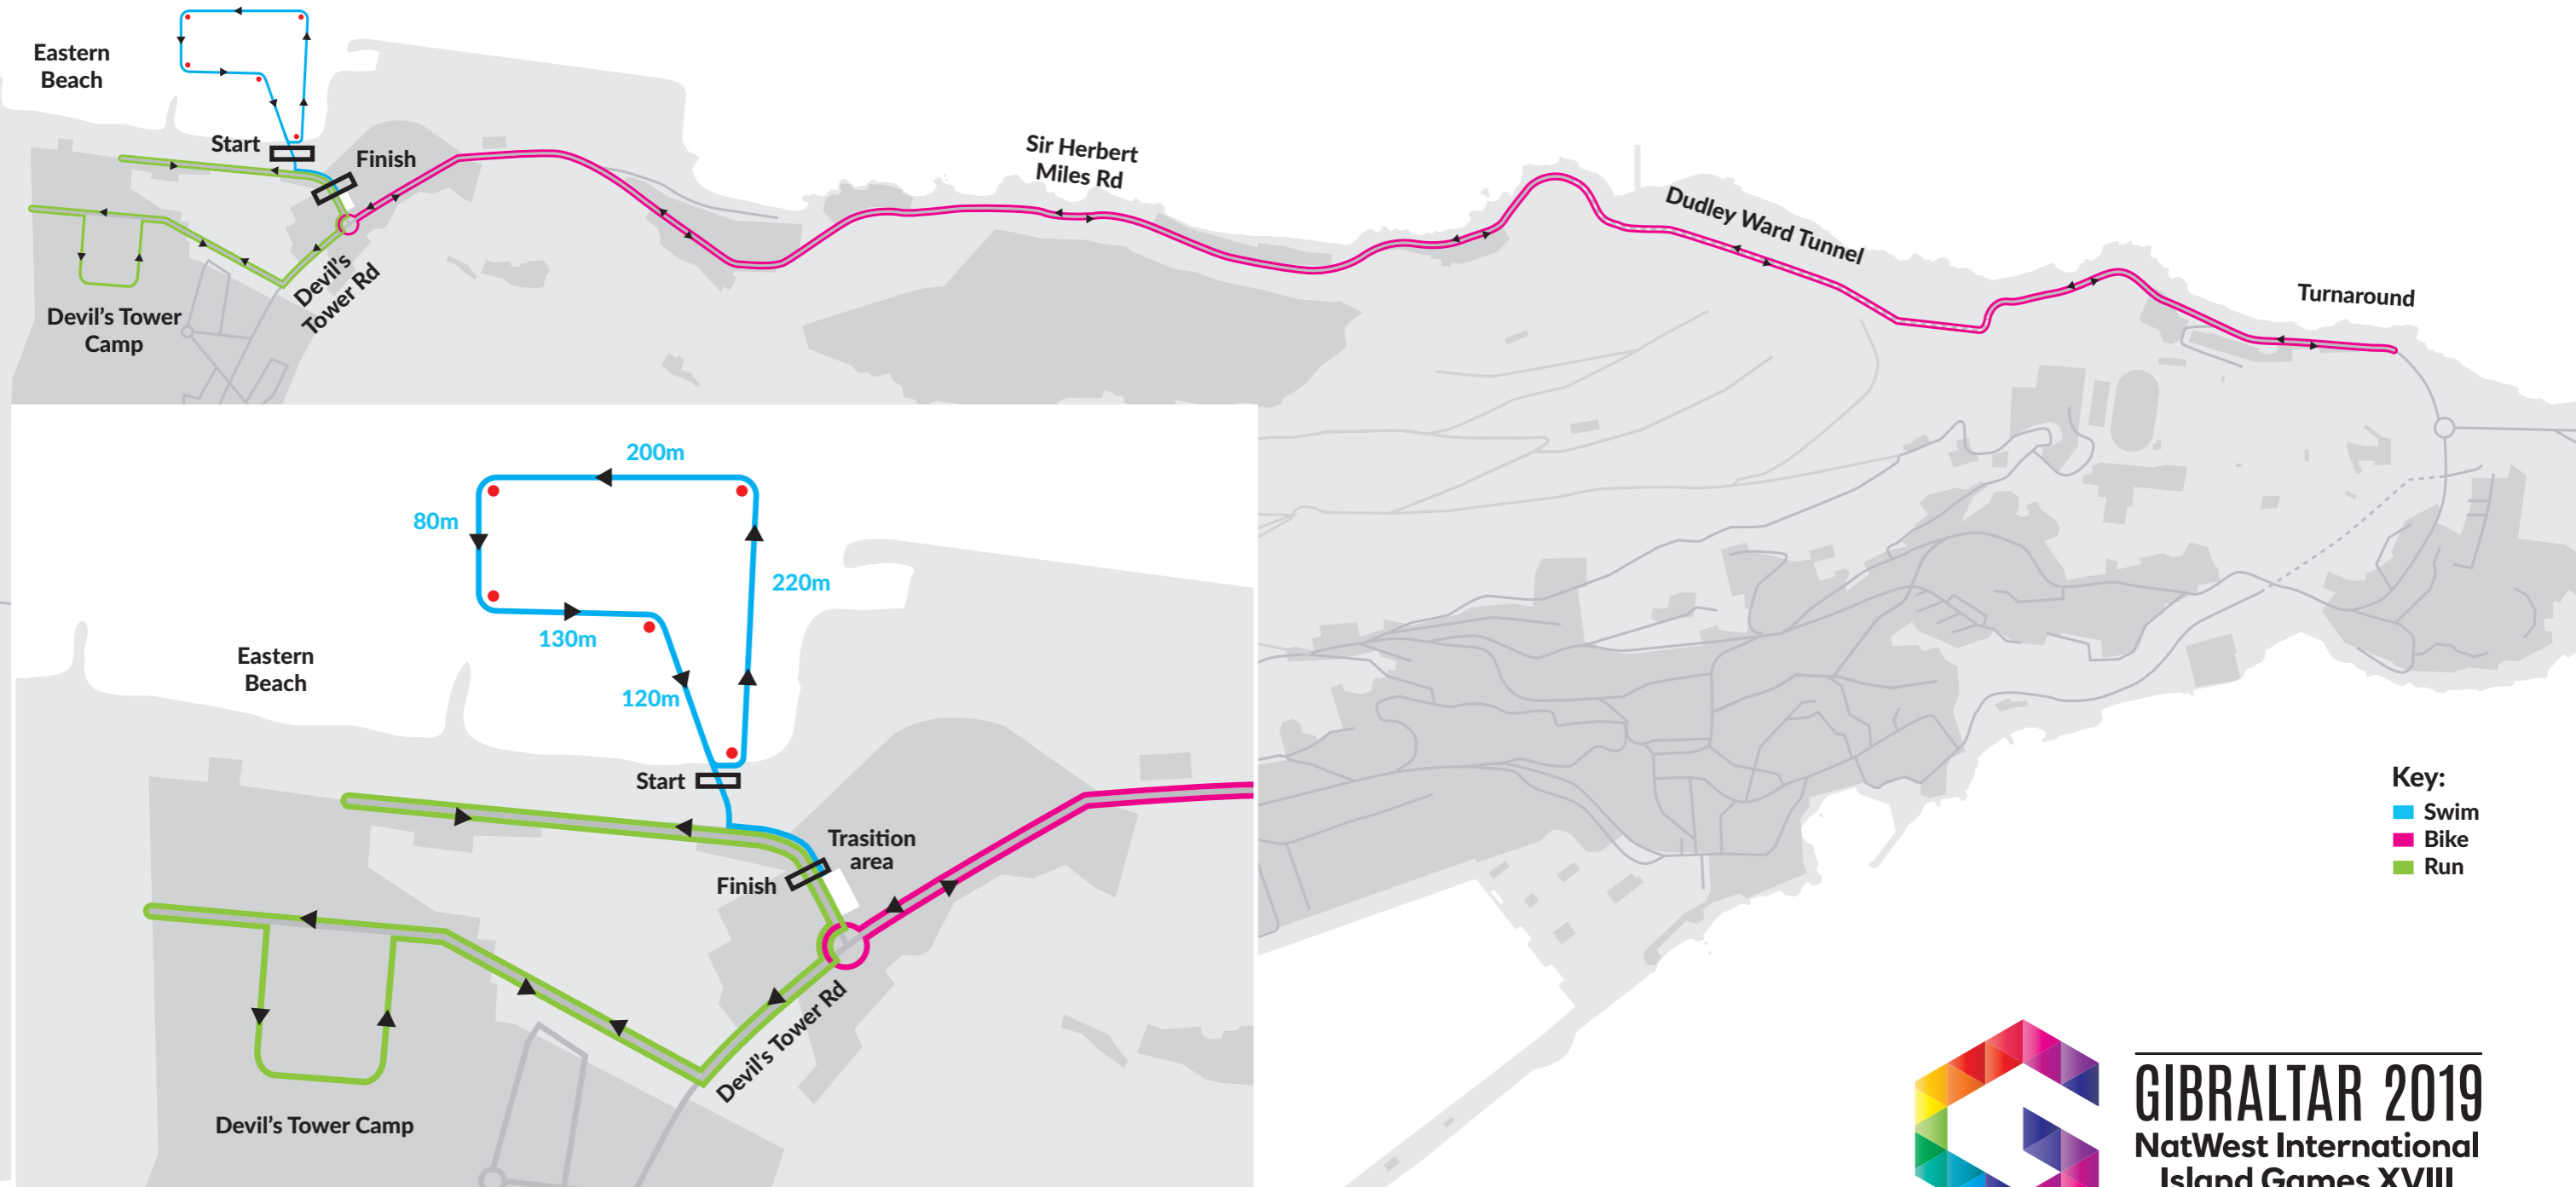 Eastern
Beach
Start
Finish
Sir Herbert
Miles Rd
Dudley Ward Tunnel
Turnaround
Devil's
Tower Rd
Devil's Tower
Camp
200m
80m
220m
130m
120m
Eastern
Beach
Start
Trasition
area
Finish
Devil's Tower Rd
Devil's Tower Camp
Key:
Swim
Bike
Run
GIBRALTAR 2019
NatWest International
Island Games XVIII